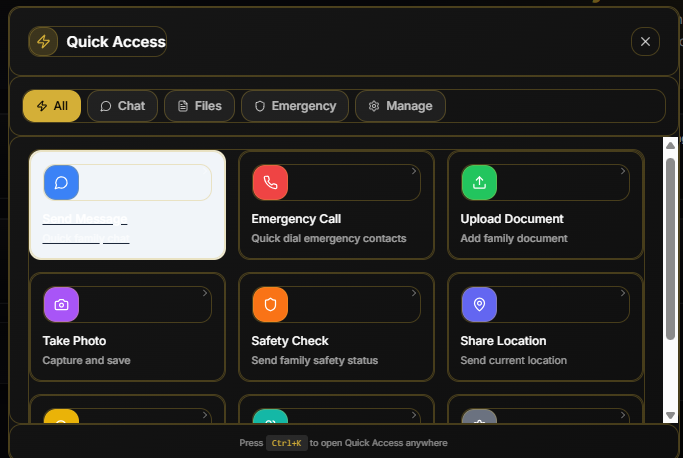 Quick Access
All
Chat
Files
Emergency
Manage
Send Message
Emergency Call
Quick dial emergency contacts
Upload Document
Add family document
Take Photo
Capture and save
Safety Check
Send family safety status
Share Location
Send current location
Press Ctrl+K to open Quick Access anywhere